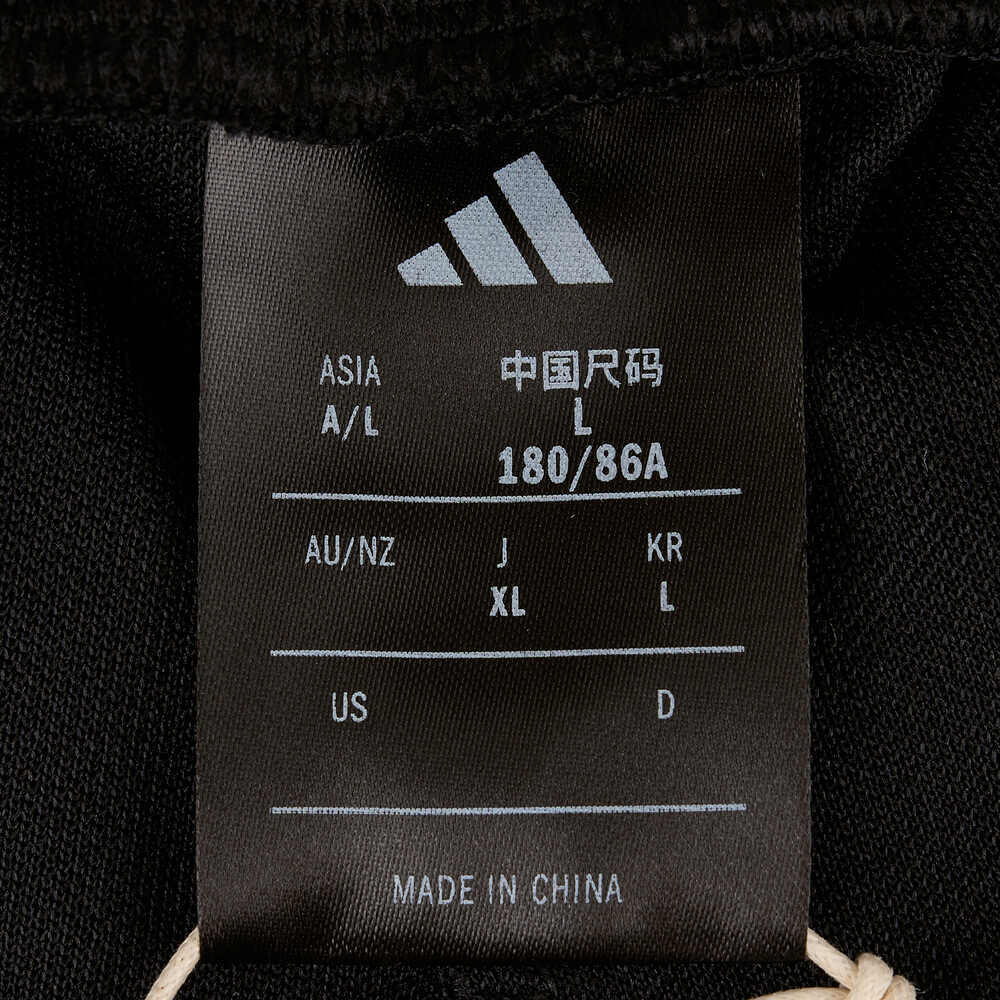 ASIA 中国尺码
A/L L
180/86A
AU/NZ J KR
XL L
US D
MADE IN CHINA